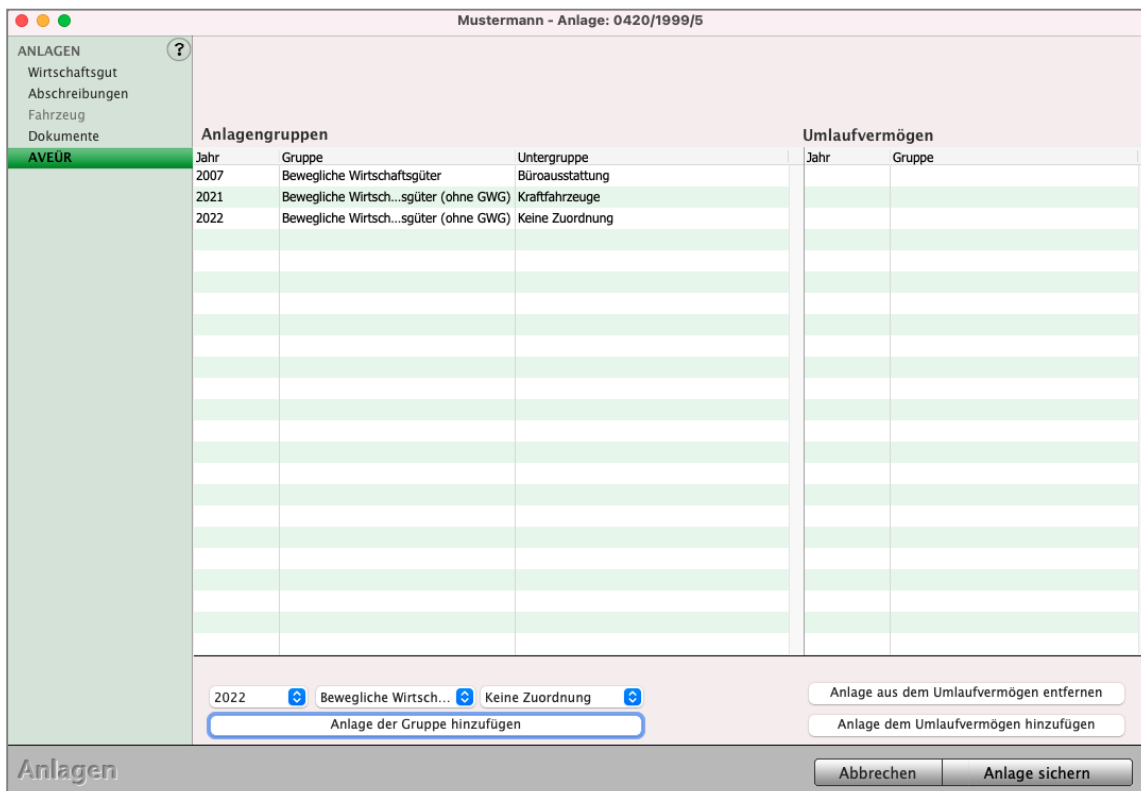 Mustermann - Anlage: 0420/1999/5
ANLAGEN ?
Wirtschaftsgut
Abschreibungen
Fahrzeug
Dokumente
AVEÜR
Anlagengruppen
Jahr Gruppe Untergruppe
2007 Bewegliche Wirtschaftsgüter Büroausstattung
2021 Bewegliche Wirtsch...sgüter (ohne GWG) Kraftfahrzeuge
2022 Bewegliche Wirtsch...sgüter (ohne GWG) Keine Zuordnung
Umlaufvermögen
Jahr Gruppe
2022 Bewegliche Wirtsch... Keine Zuordnung
Anlage der Gruppe hinzufügen
Anlage aus dem Umlaufvermögen entfernen
Anlage dem Umlaufvermögen hinzufügen
Anlagen
Abbrechen Anlage sichern